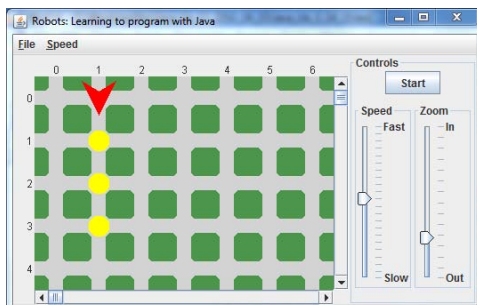 Robots: Learning to program with Java
File Speed
0 1 2 3 4 5 6
0
1
2
3
4
Controls
Start
Speed
Fast
Slow
Zoom
In
Out